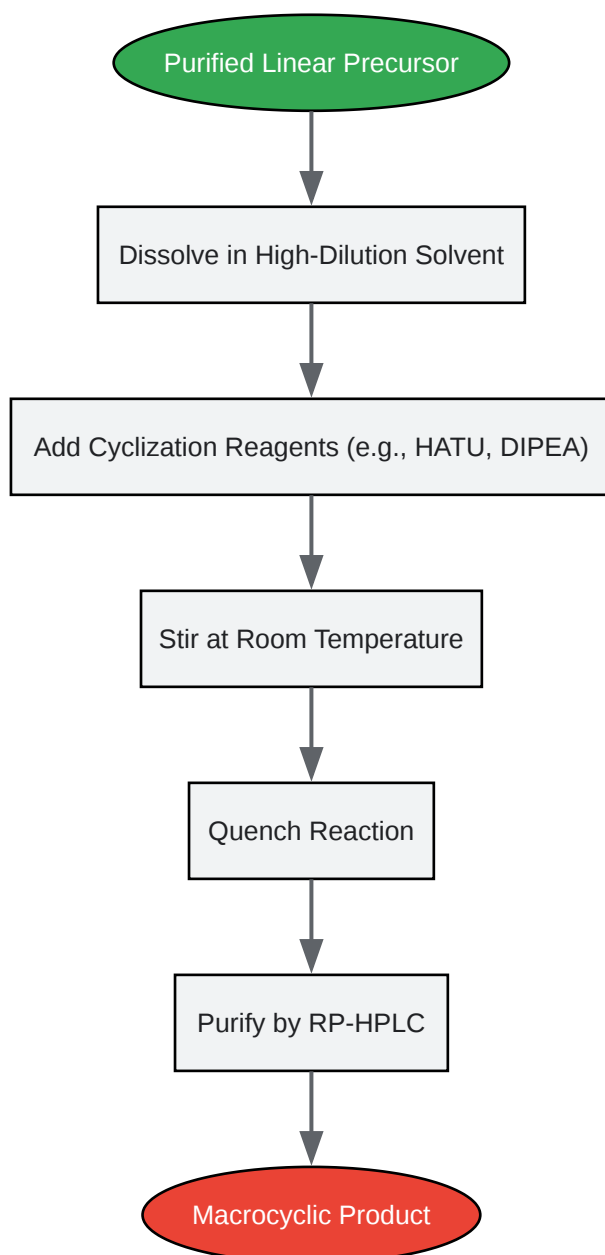 Purified Linear Precursor
Dissolve in High-Dilution Solvent
Add Cyclization Reagents (e.g., HATU, DIPEA)
Stir at Room Temperature
Quench Reaction
Purify by RP-HPLC
Macrocyclic Product